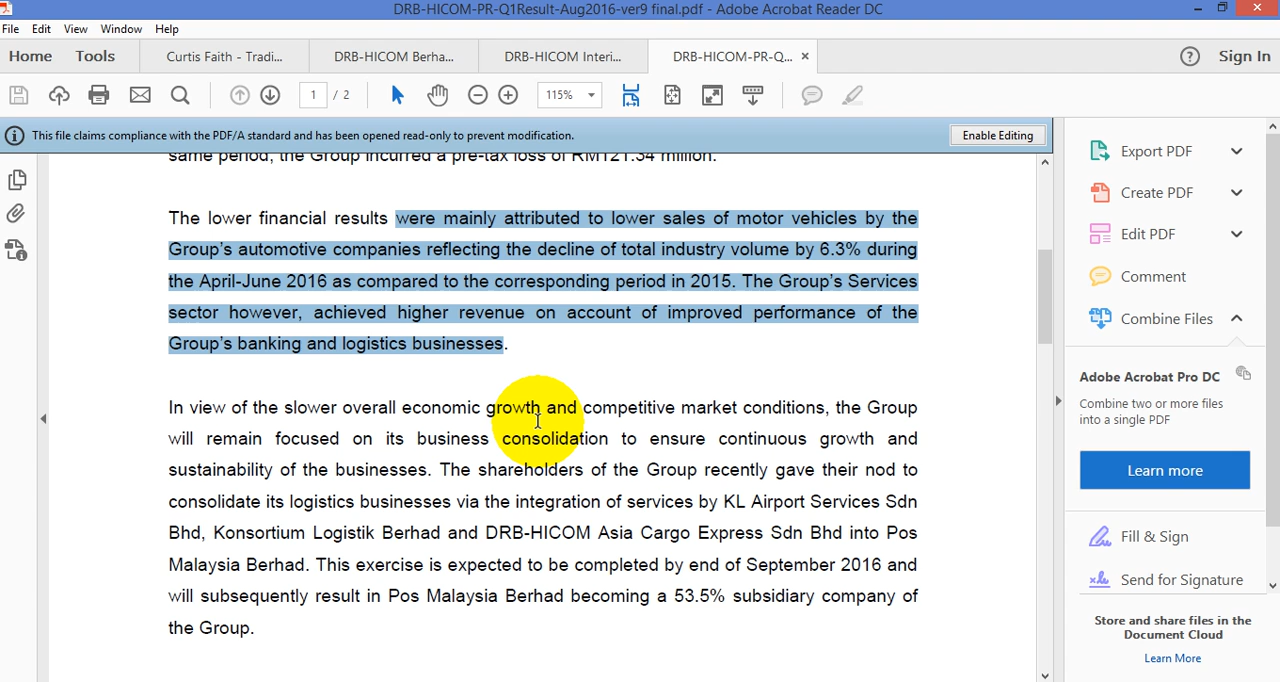 DRB-HICOM-PR-Q1Result-Aug2016-ver9 final.pdf - Adobe Acrobat Reader DC
File Edit View Window Help
Home Tools Curtis Faith - Tradi... DRB-HICOM Berha... DRB-HICOM Interi... DRB-HICOM-PR-Q... × ? Sign In
1 / 2 115%
This file claims compliance with the PDF/A standard and has been opened read-only to prevent modification. Enable Editing
same period, the Group incurred a pre-tax loss of RM121.34 million.
The lower financial results were mainly attributed to lower sales of motor vehicles by the
Group's automotive companies reflecting the decline of total industry volume by 6.3% during
the April-June 2016 as compared to the corresponding period in 2015. The Group's Services
sector however, achieved higher revenue on account of improved performance of the
Group's banking and logistics businesses.
In view of the slower overall economic growth and competitive market conditions, the Group
will remain focused on its business consolidation to ensure continuous growth and
sustainability of the businesses. The shareholders of the Group recently gave their nod to
consolidate its logistics businesses via the integration of services by KL Airport Services Sdn
Bhd, Konsortium Logistik Berhad and DRB-HICOM Asia Cargo Express Sdn Bhd into Pos
Malaysia Berhad. This exercise is expected to be completed by end of September 2016 and
will subsequently result in Pos Malaysia Berhad becoming a 53.5% subsidiary company of
the Group.
Export PDF
Create PDF
Edit PDF
Comment
Combine Files
Adobe Acrobat Pro DC
Combine two or more files
into a single PDF
Learn more
Fill & Sign
Send for Signature
Store and share files in the
Document Cloud
Learn More